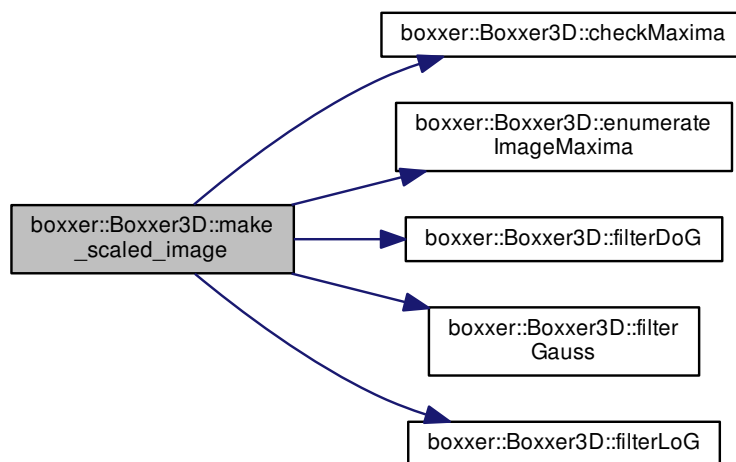 boxxer::Boxxer3D::checkMaxima
boxxer::Boxxer3D::enumerate
ImageMaxima
boxxer::Boxxer3D::make
_scaled_image
boxxer::Boxxer3D::filterDoG
boxxer::Boxxer3D::filter
Gauss
boxxer::Boxxer3D::filterLoG